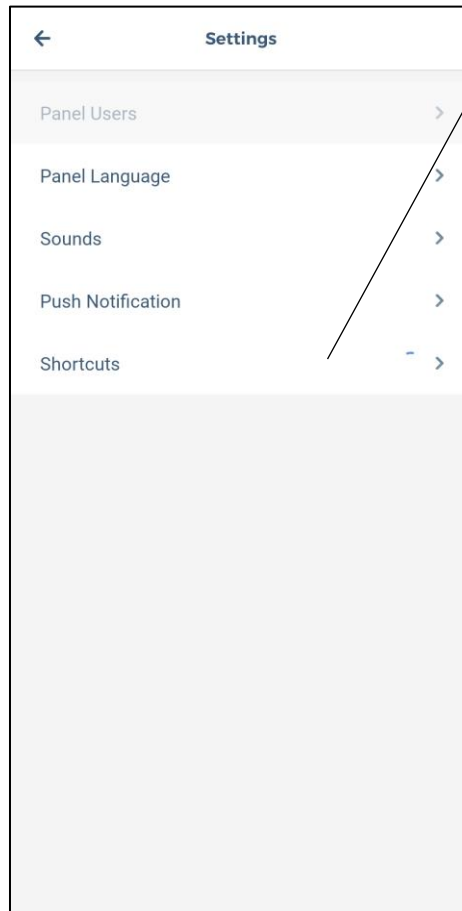 Settings
Panel Users
Panel Language
Sounds
Push Notification
Shortcuts